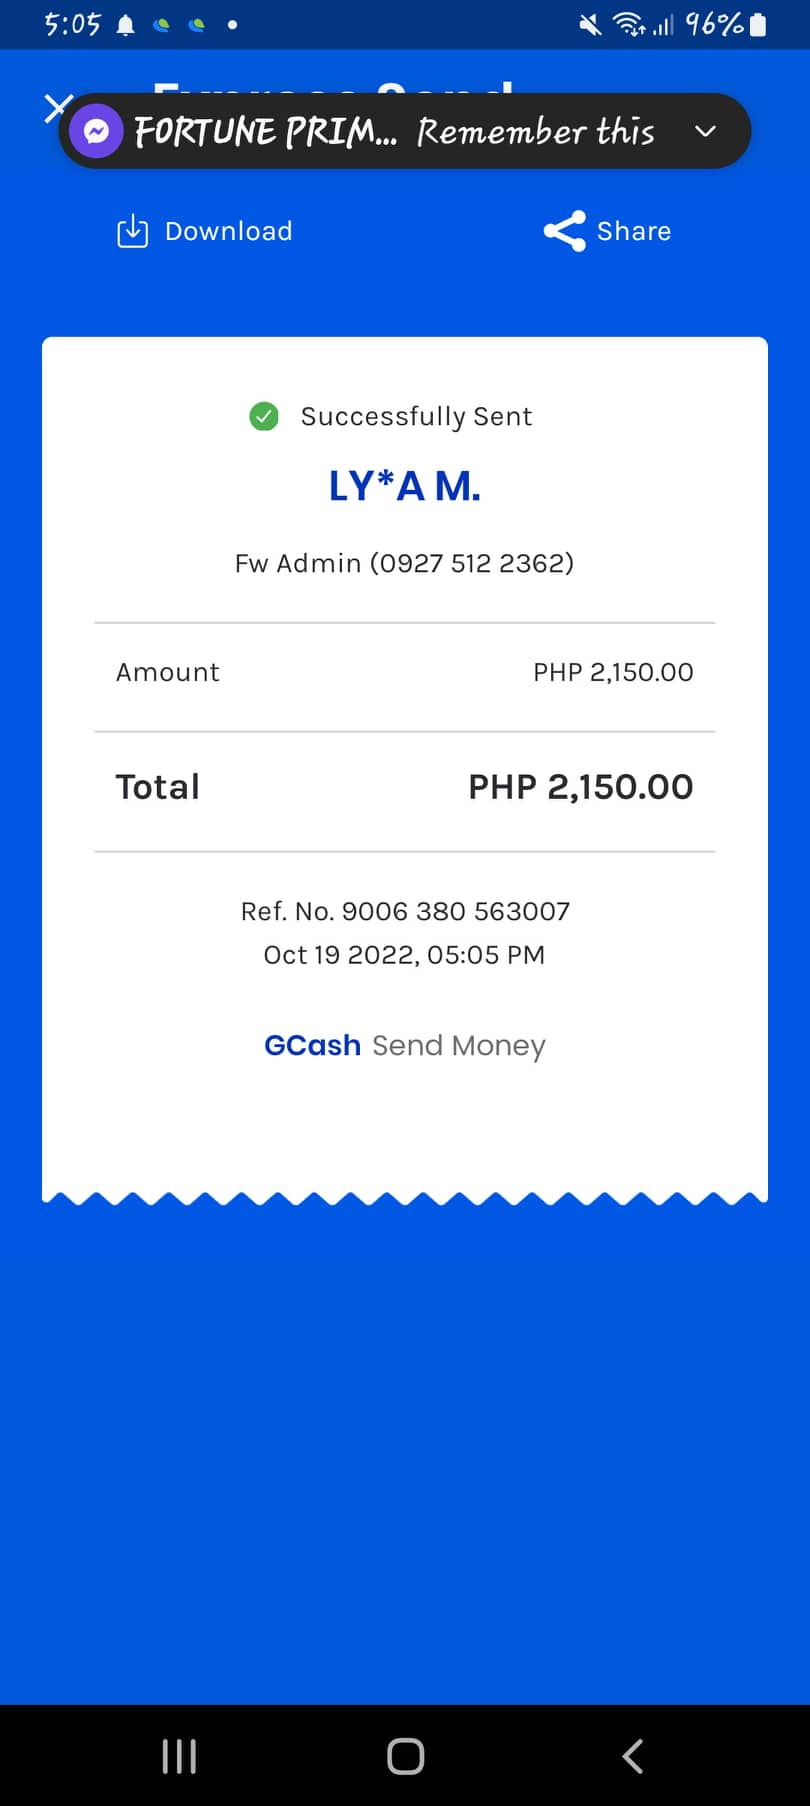 5:05 96%
Express Send
FORTUNE PRIM... Remember this
Download Share
Successfully Sent
LY*A M.
Fw Admin (0927 512 2362)
Amount PHP 2,150.00
Total PHP 2,150.00
Ref. No. 9006 380 563007
Oct 19 2022, 05:05 PM
GCash Send Money